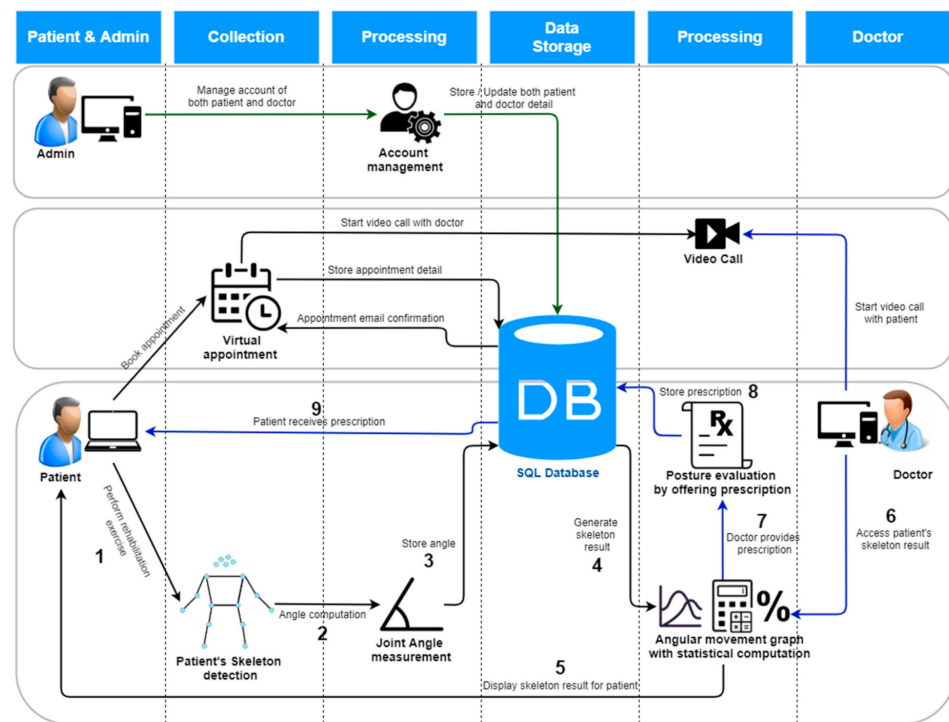 Patient & Admin
Collection
Processing
Data
Storage
Processing
Doctor
Manage account of
both patient and doctor
Store / Update both patient
and doctor detail
Admin
Account
management
Start video call with doctor
Video Call
Store appointment detail
Appointment email confirmation
Virtual
appointment
Book appointment
Start video call
with patient
DB
SQL Database
Store prescription
8
Rx
Posture evaluation
by offering prescription
9
Patient receives prescription
Patient
Doctor
Perform rehabilitation
exercise
1
Store angle
3
Generate
skeleton
result
4
7
Doctor provides
prescription
6
Access patient's
skeleton result
Angle computation
2
Patient's Skeleton
detection
Joint Angle
measurement
%
Angular movement graph
with statistical computation
5
Display skeleton result for patient